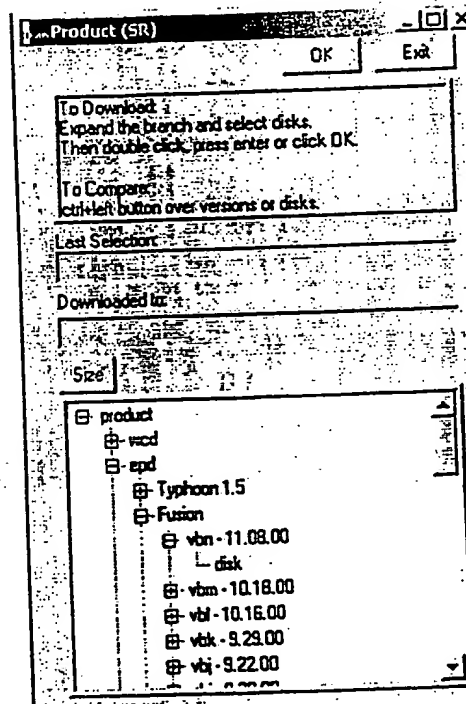 Product (SR)
OK
Exit
To Download:
Expand the branch and select disks.
Then double click, press enter or click OK.
To Compare:
ctrl+left button over versions or disks.
Last Selection:
Downloaded to:
Size
product
wcd
epd
Typhoon 1.5
Fusion
vbn - 11.08.00
disk
vbm - 10.18.00
vbl - 10.16.00
vbk - 9.29.00
vbj - 9.22.00